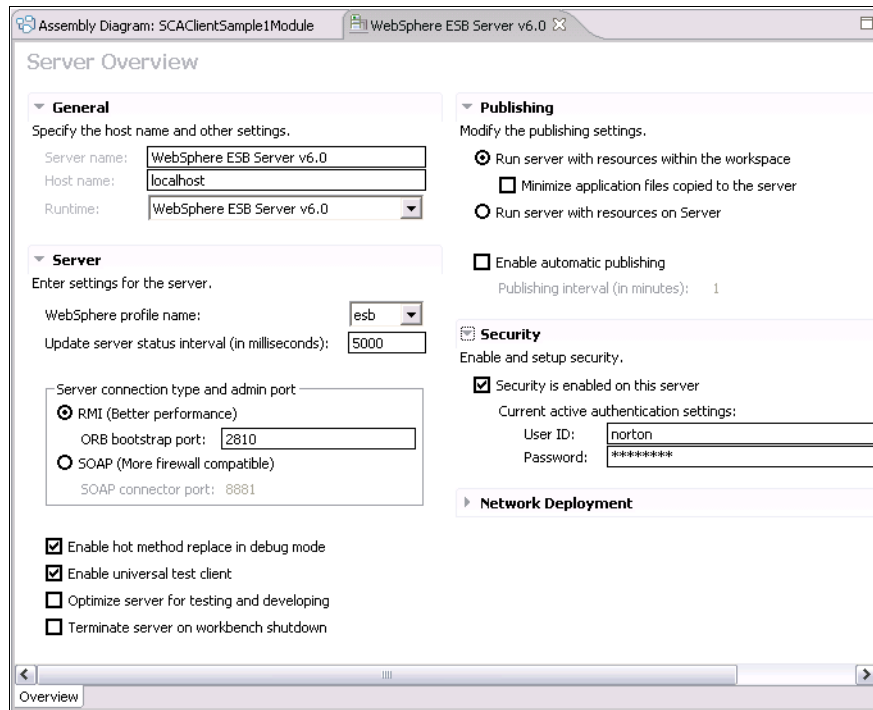 Assembly Diagram: SCAClientSample1Module
WebSphere ESB Server v6.0
Server Overview
General
Specify the host name and other settings.
Server name: WebSphere ESB Server v6.0
Host name: localhost
Runtime: WebSphere ESB Server v6.0
Server
Enter settings for the server.
WebSphere profile name: esb
Update server status interval (in milliseconds): 5000
Server connection type and admin port
RMI (Better performance)
ORB bootstrap port: 2810
SOAP (More firewall compatible)
SOAP connector port: 8881
Enable hot method replace in debug mode
Enable universal test client
Optimize server for testing and developing
Terminate server on workbench shutdown
Publishing
Modify the publishing settings.
Run server with resources within the workspace
Minimize application files copied to the server
Run server with resources on Server
Enable automatic publishing
Publishing interval (in minutes): 1
Security
Enable and setup security.
Security is enabled on this server
Current active authentication settings:
User ID: norton
Password: ********
Network Deployment
Overview